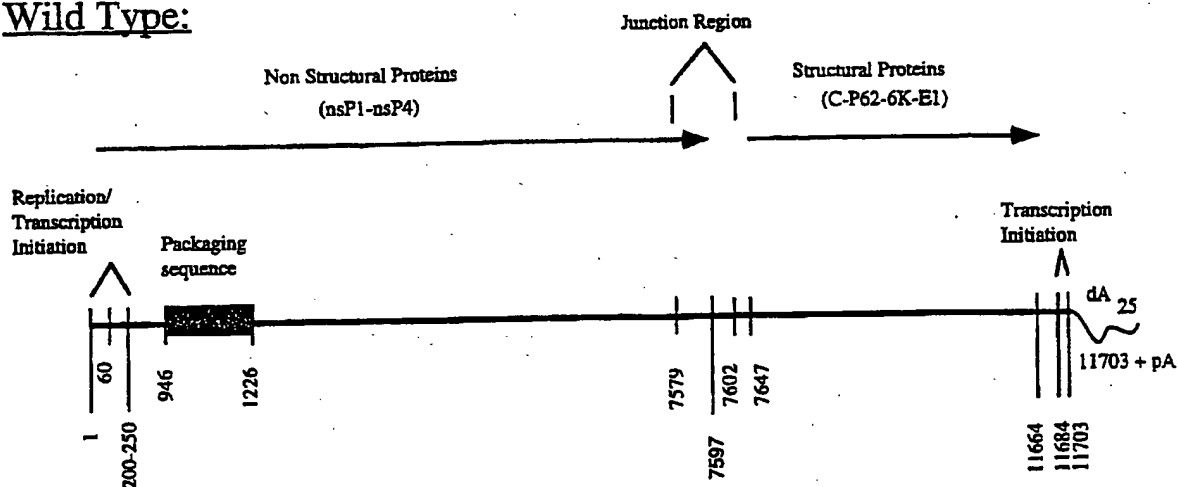 Wild Type:
Junction Region
Non Structural Proteins
(nsP1-nsP4)
Structural Proteins
(C-P62-6K-E1)
Replication/
Transcription
Initiation
Packaging
sequence
Transcription
Initiation
dA 25
11703 + pA
1
60
200-250
946
1226
7579
7597
7602
7647
11664
11684
11703